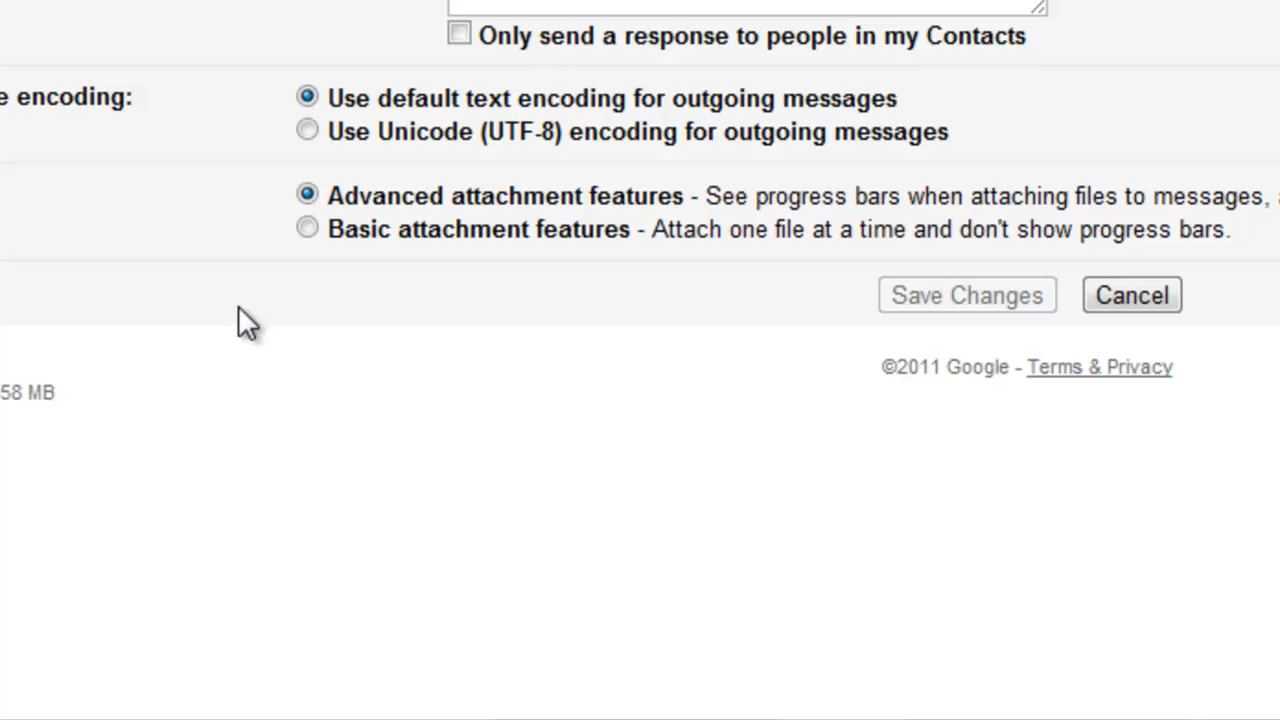 Only send a response to people in my Contacts
e encoding:
Use default text encoding for outgoing messages
Use Unicode (UTF-8) encoding for outgoing messages
Advanced attachment features - See progress bars when attaching files to messages,
Basic attachment features - Attach one file at a time and don't show progress bars.
Save Changes
Cancel
©2011 Google - Terms & Privacy
58 MB